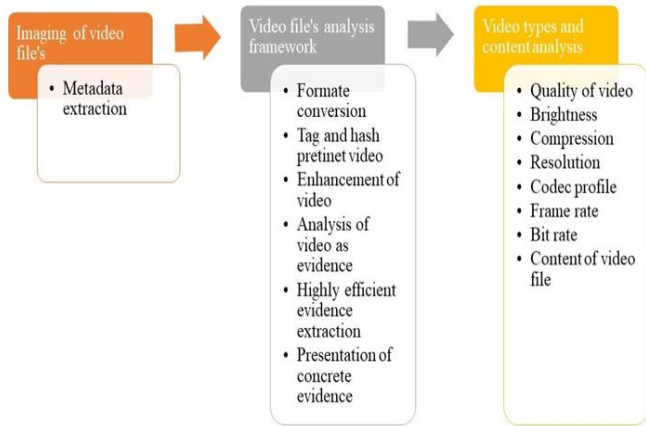 Imaging of video
file's
• Metadata
extraction
Video file's analysis
framework
• Formate
conversion
• Tag and hash
pretinet video
• Enhancement of
video
• Analysis of
video as
evidence
• Highly efficient
evidence
extraction
• Presentation of
concrete
evidence
Video types and
content analysis
• Quality of video
• Brightness
• Compression
• Resolution
• Codec profile
• Frame rate
• Bit rate
• Content of video
file